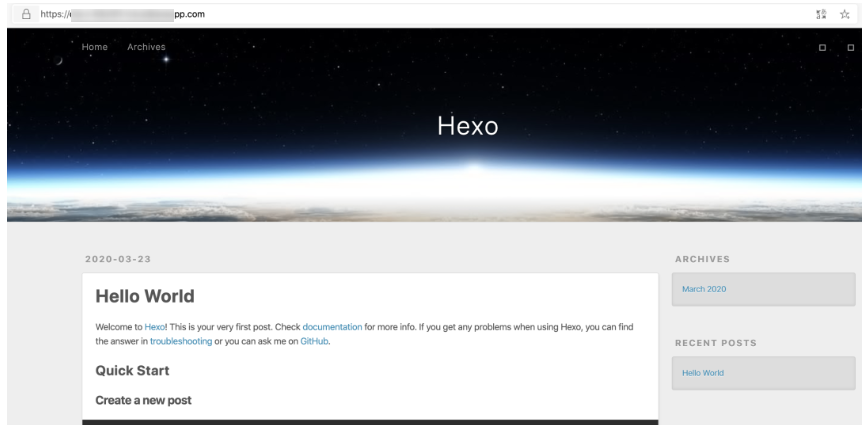 https://
pp.com
Home Archives
Hexo
2020-03-23
Hello World
Welcome to Hexo! This is your very first post. Check documentation for more info. If you get any problems when using Hexo, you can find
the answer in troubleshooting or you can ask me on GitHub.
Quick Start
Create a new post
ARCHIVES
March 2020
RECENT POSTS
Hello World